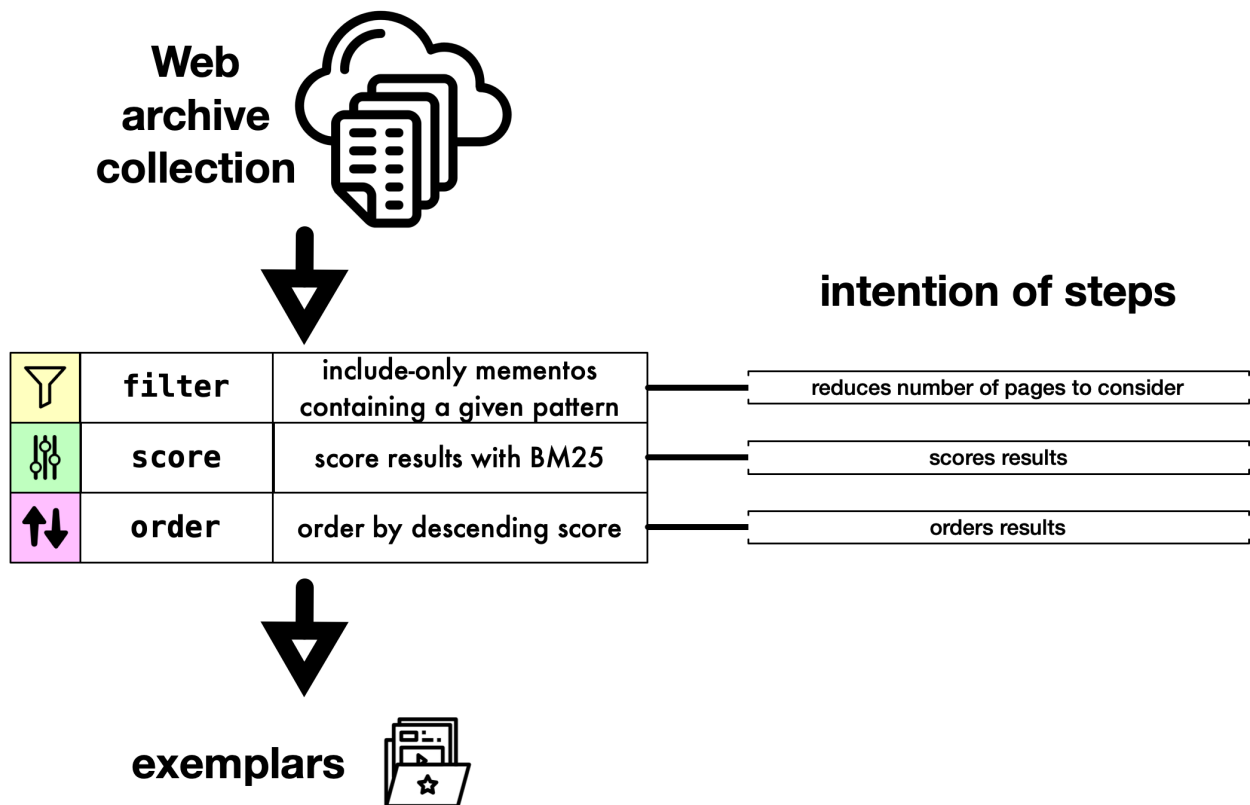 Web
archive
collection
intention of steps
filter
include-only mementos
containing a given pattern
reduces number of pages to consider
score
score results with BM25
scores results
order
order by descending score
orders results
exemplars